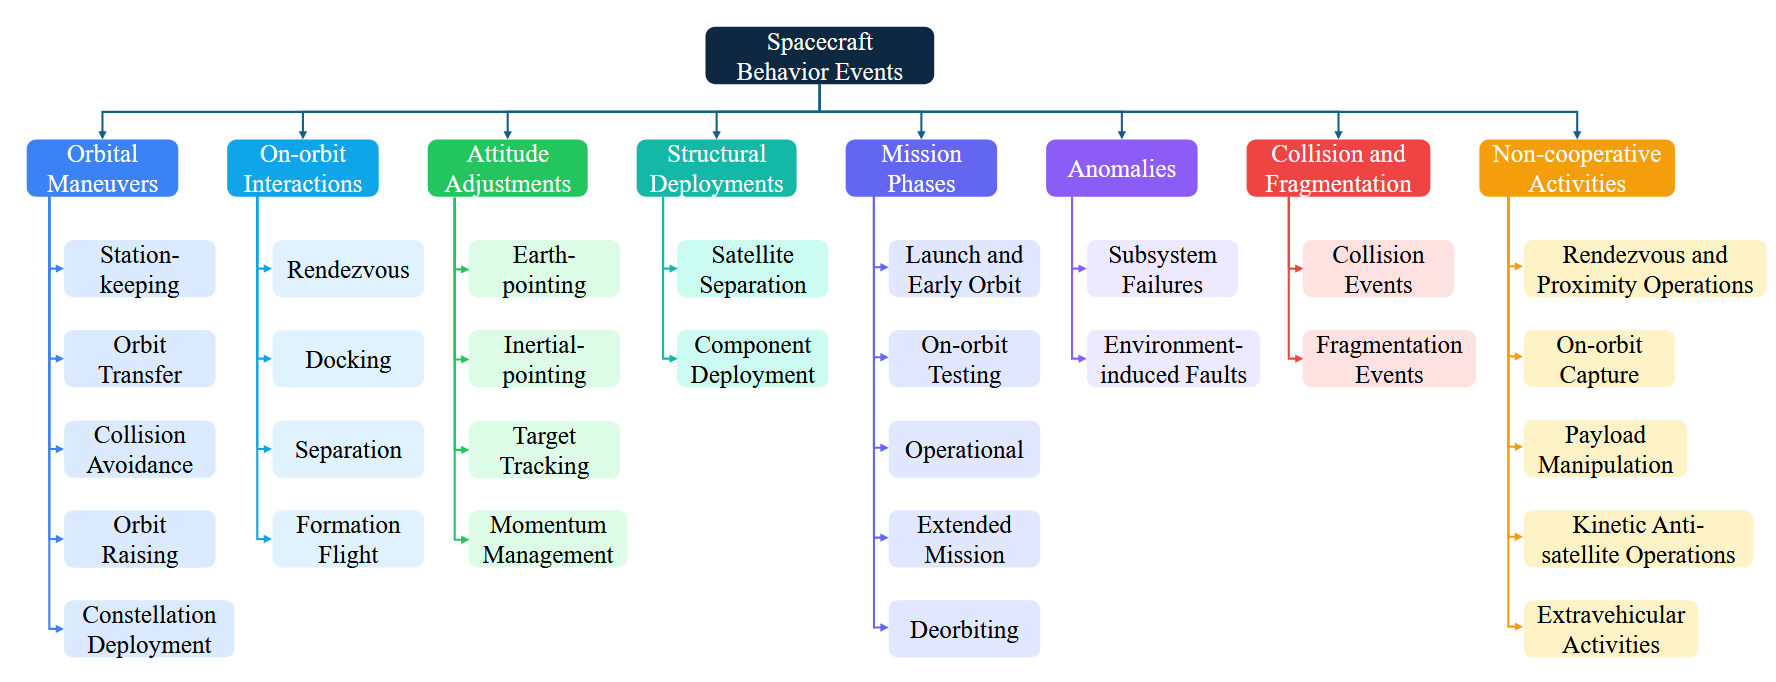 Spacecraft
Behavior Events
Orbital
Maneuvers
On-orbit
Interactions
Attitude
Adjustments
Structural
Deployments
Mission
Phases
Anomalies
Collision and
Fragmentation
Non-cooperative
Activities
Station-
keeping
Orbit
Transfer
Collision
Avoidance
Orbit
Raising
Constellation
Deployment
Rendezvous
Docking
Separation
Formation
Flight
Earth-
pointing
Inertial-
pointing
Target
Tracking
Momentum
Management
Satellite
Separation
Component
Deployment
Launch and
Early Orbit
On-orbit
Testing
Operational
Extended
Mission
Deorbiting
Subsystem
Failures
Environment-
induced Faults
Collision
Events
Fragmentation
Events
Rendezvous and
Proximity Operations
On-orbit
Capture
Payload
Manipulation
Kinetic Anti-
satellite Operations
Extravehicular
Activities